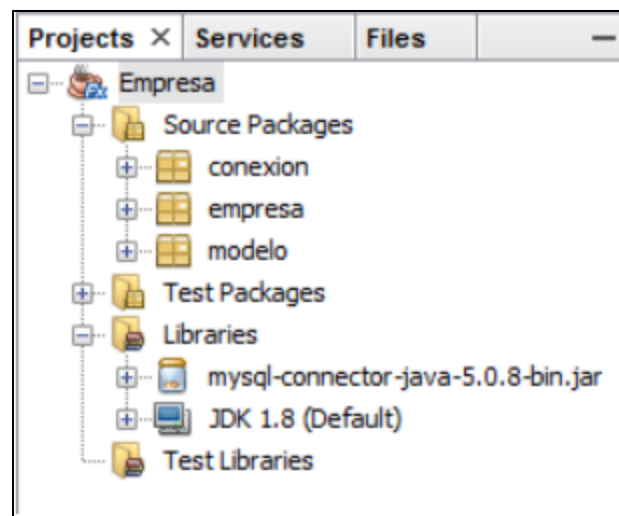 Projects Services Files
Empresa
Source Packages
conexion
empresa
modelo
Test Packages
Libraries
mysql-connector-java-5.0.8-bin.jar
JDK 1.8 (Default)
Test Libraries